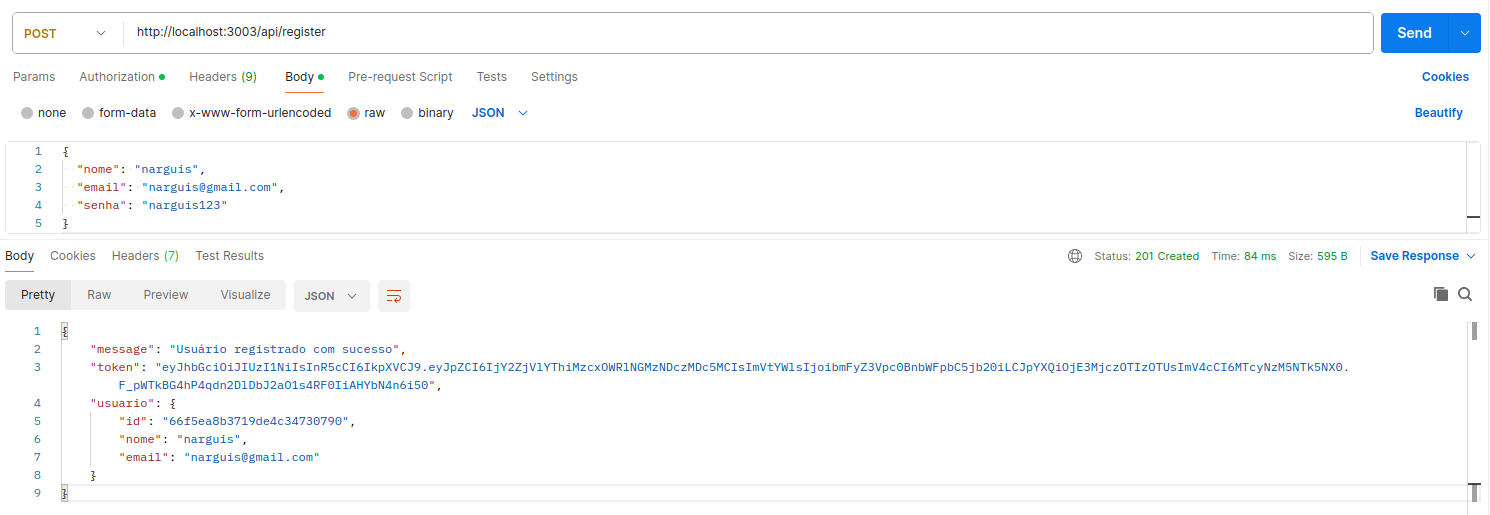 POST http://localhost:3003/api/register Send
Params Authorization Headers (9) Body Pre-request Script Tests Settings Cookies
none form-data x-www-form-urlencoded raw binary JSON Beautify
1 {
2 "nome": "narguis",
3 "email": "narguis@gmail.com",
4 "senha": "narguis123"
5 }
Body Cookies Headers (7) Test Results Status: 201 Created Time: 84 ms Size: 595 B Save Response
Pretty Raw Preview Visualize JSON
1 {
2 "message": "Usuário registrado com sucesso",
3 "token": "eyJhbGciOiJIUzI1NiIsInR5cCI6IkpXVCJ9.eyJpZCI6IjY2ZjVlYThiMzcxOWRlNGMzNDczMDc5MCIsImVtYWlsIjoibmFyZ3Vpc0BnbWFpbC5jb20iLCJpYXQiOjE3MjczOTIzOTUsImV4cCI6MTcyNzM5NTk5NX0.
F_pWTkBG4hP4qdn2DlDbJ2aO1s4RF0IiAHYbN4n6i50",
4 "usuario": {
5 "id": "66f5ea8b3719de4c34730790",
6 "nome": "narguis",
7 "email": "narguis@gmail.com"
8 }
9 }